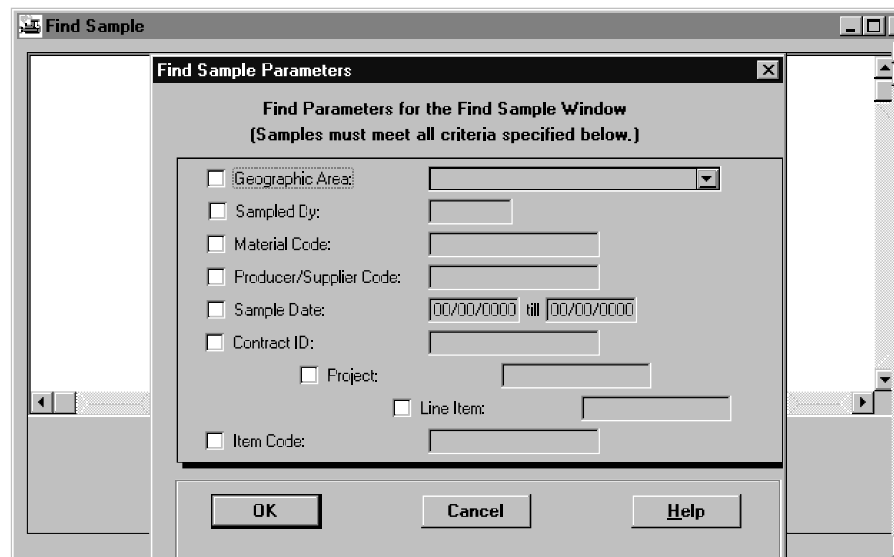 Find Sample
Find Sample Parameters
Find Parameters for the Find Sample Window
(Samples must meet all criteria specified below.)
Geographic Area:
Sampled By:
Material Code:
Producer/Supplier Code:
Sample Date: 00/00/0000 till 00/00/0000
Contract ID:
Project:
Line Item:
Item Code:
OK Cancel Help